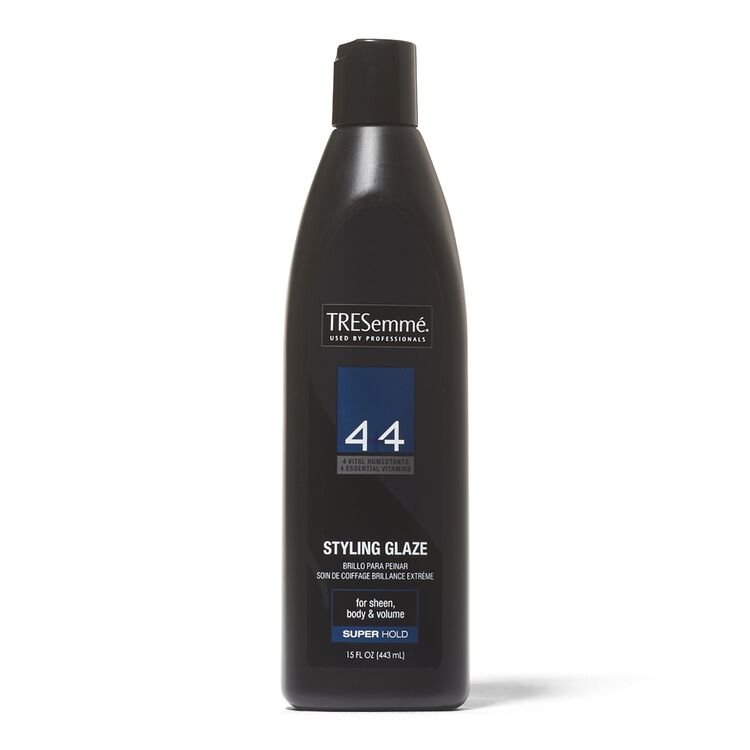 TRESemmé.
USED BY PROFESSIONALS
44
4 VITAL HUMECTANTS
4 ESSENTIAL VITAMINS
STYLING GLAZE
BRILLO PARA PEINAR
SOIN DE COIFFAGE BRILLANCE EXTRÊME
for sheen,
body & volume
SUPER HOLD
15 FL OZ (443 mL)